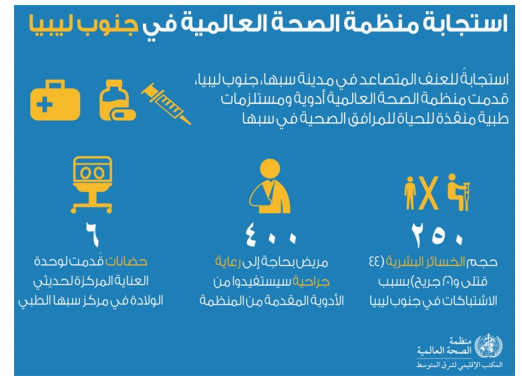 استجابة منظمة الصحة العالمية في جنوب ليبيا
استجابةً للعنف المتصاعد في مدينة سبها، جنوب ليبيا،
قدمت منظمة الصحة العالمية أدوية ومستلزمات
طبية منقذة للحياة للمرافق الصحية في سبها
٢٥٠
حجم الخسائر البشرية (٤٤
قتلى و٢٠٦ جريح) بسبب
الاشتباكات في جنوب ليبيا
٤٠٠
مريض بحاجة إلى رعاية
جراحية سيستفيدوا من
الأدوية المقدمة من المنظمة
٦
حضانات قدمت لوحدة
العناية المركزة لحديثي
الولادة في مركز سبها الطبي
منظمة
الصحة العالمية
المكتب الإقليمي لشرق المتوسط